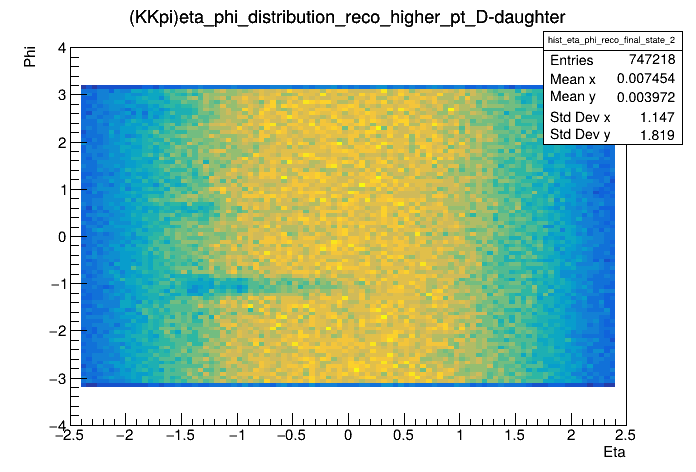 (KKpi)eta_phi_distribution_reco_higher_pt_D-daughter
hist_eta_phi_reco_final_state_2
Entries 747218
Mean x 0.007454
Mean y 0.003972
Std Dev x 1.147
Std Dev y 1.819
Phi
4
3
2
1
0
−1
−2
−3
−4
−2.5 −2 −1.5 −1 −0.5 0 0.5 1 1.5 2 2.5
Eta